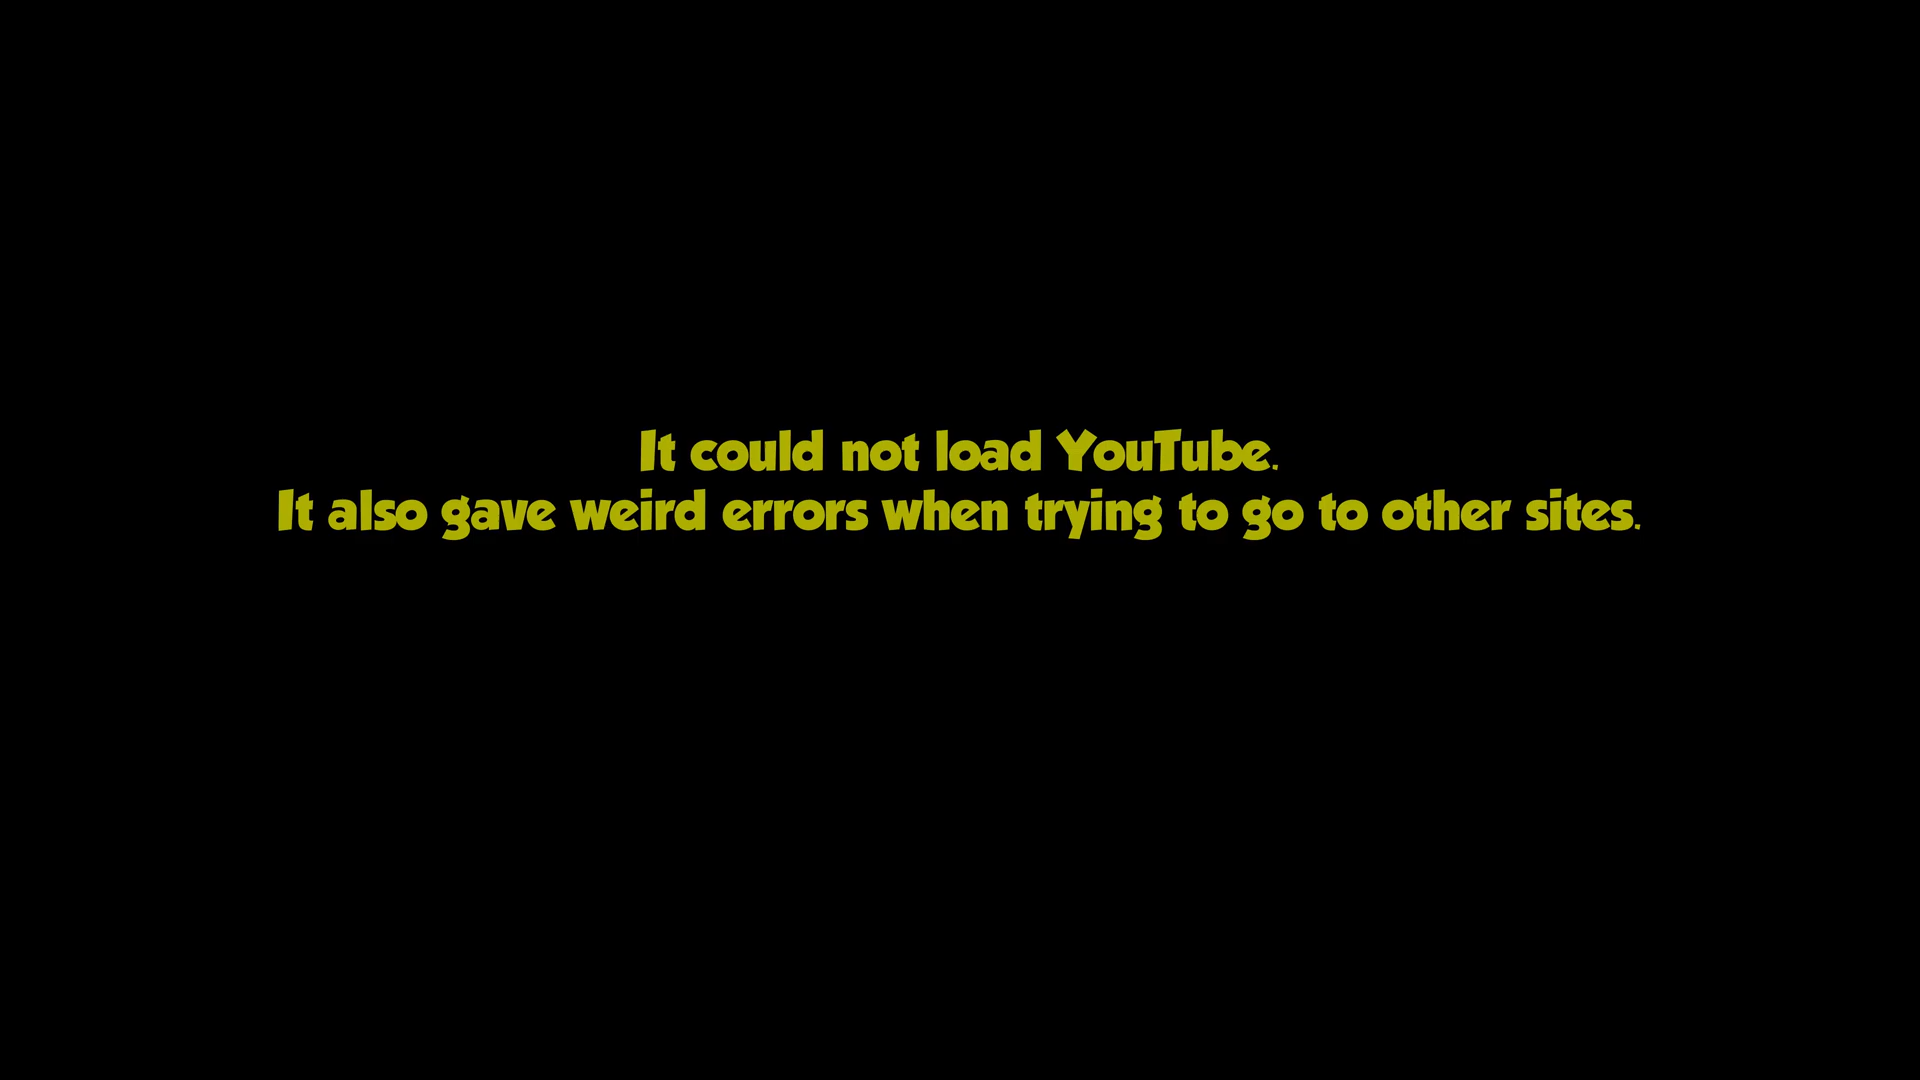 It could not load YouTube.
It also gave weird errors when trying to go to other sites.